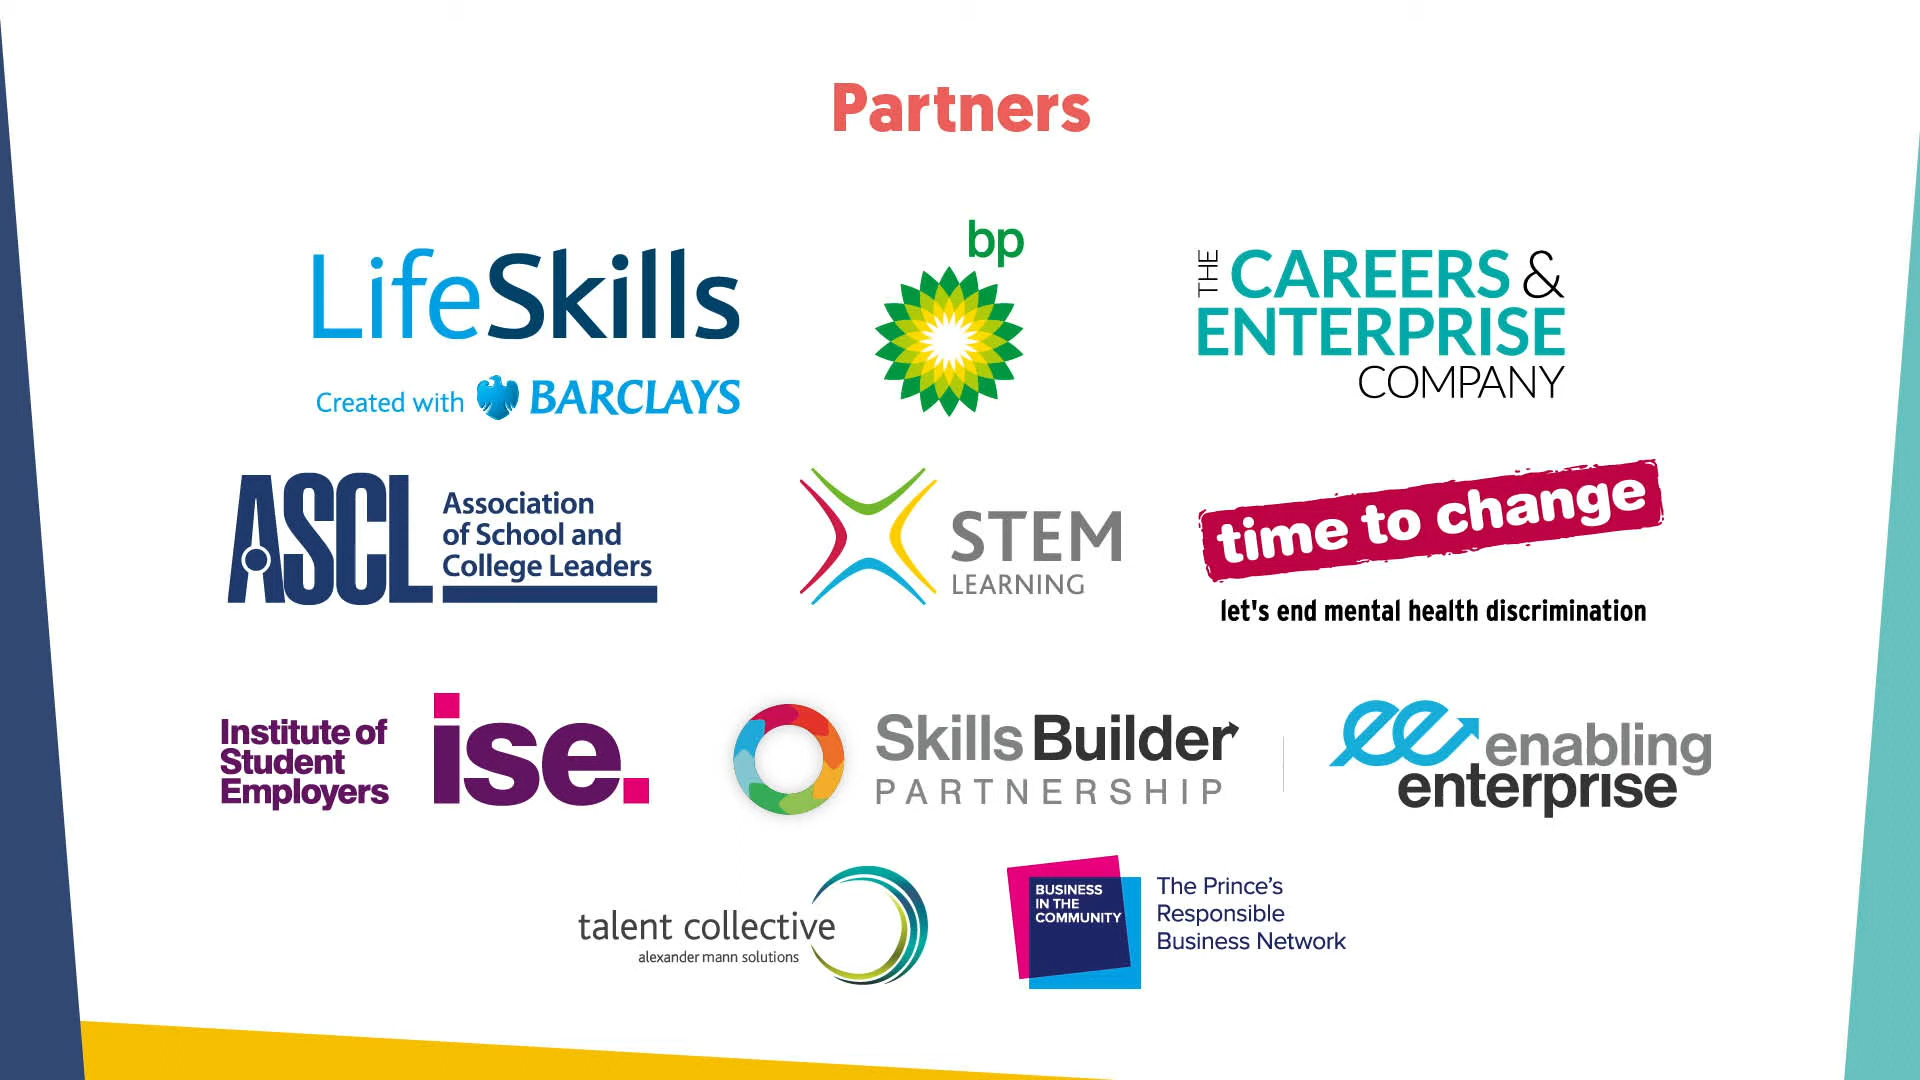 Partners
LifeSkills
Created with BARCLAYS
bp
THE CAREERS &
ENTERPRISE
COMPANY
ASCL
Association
of School and
College Leaders
STEM
LEARNING
time to change
let's end mental health discrimination
Institute of
Student
Employers
ise.
Skills Builder
PARTNERSHIP
enabling
enterprise
talent collective
alexander mann solutions
BUSINESS
IN THE
COMMUNITY
The Prince’s
Responsible
Business Network